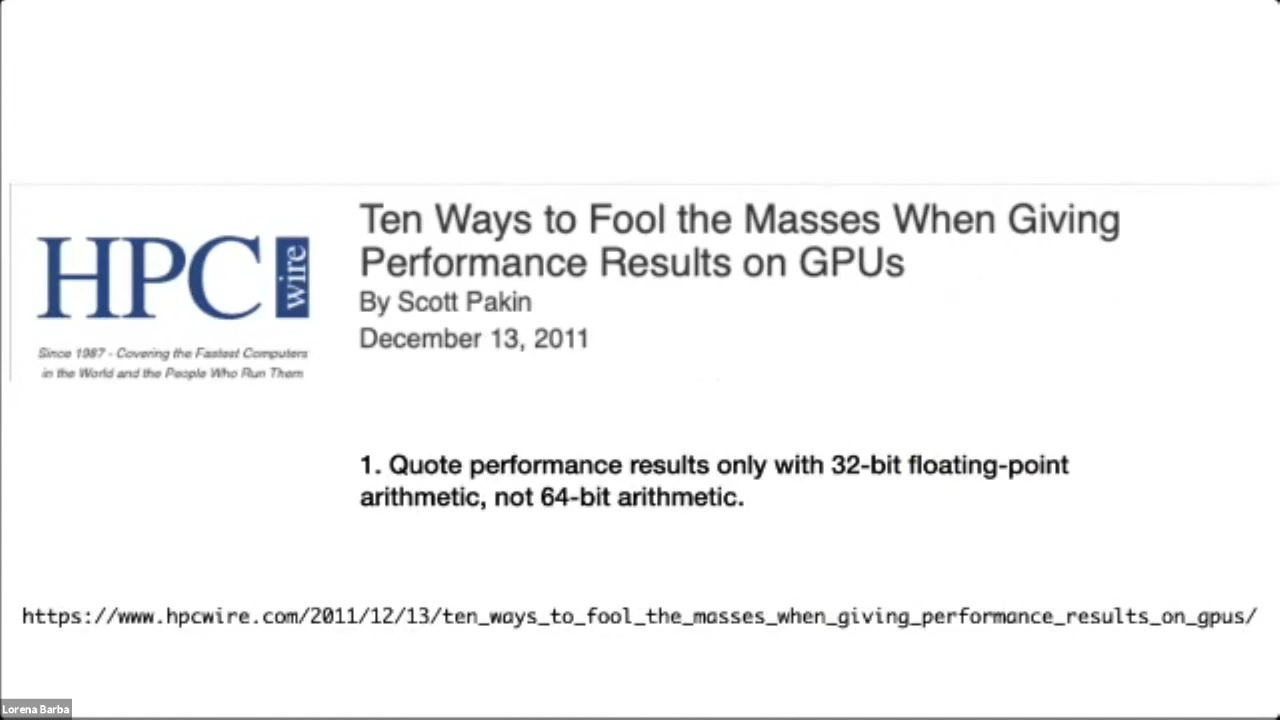 Ten Ways to Fool the Masses When Giving
Performance Results on GPUs
By Scott Pakin
December 13, 2011
HPC wire
Since 1987 - Covering the Fastest Computers
in the World and the People Who Run Them
1. Quote performance results only with 32-bit floating-point
arithmetic, not 64-bit arithmetic.
https://www.hpcwire.com/2011/12/13/ten_ways_to_fool_the_masses_when_giving_performance_results_on_gpus/
Lorena Barba